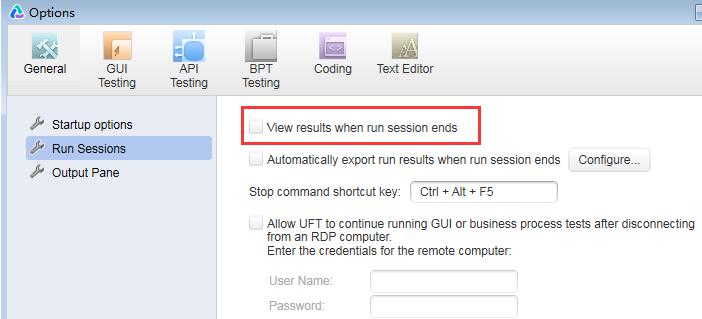 Options
General
GUI
Testing
API
Testing
BPT
Testing
Coding
Text Editor
Startup options
Run Sessions
Output Pane
View results when run session ends
Automatically export run results when run session ends Configure...
Stop command shortcut key: Ctrl + Alt + F5
Allow UFT to continue running GUI or business process tests after disconnecting
from an RDP computer.
Enter the credentials for the remote computer:
User Name:
Password: